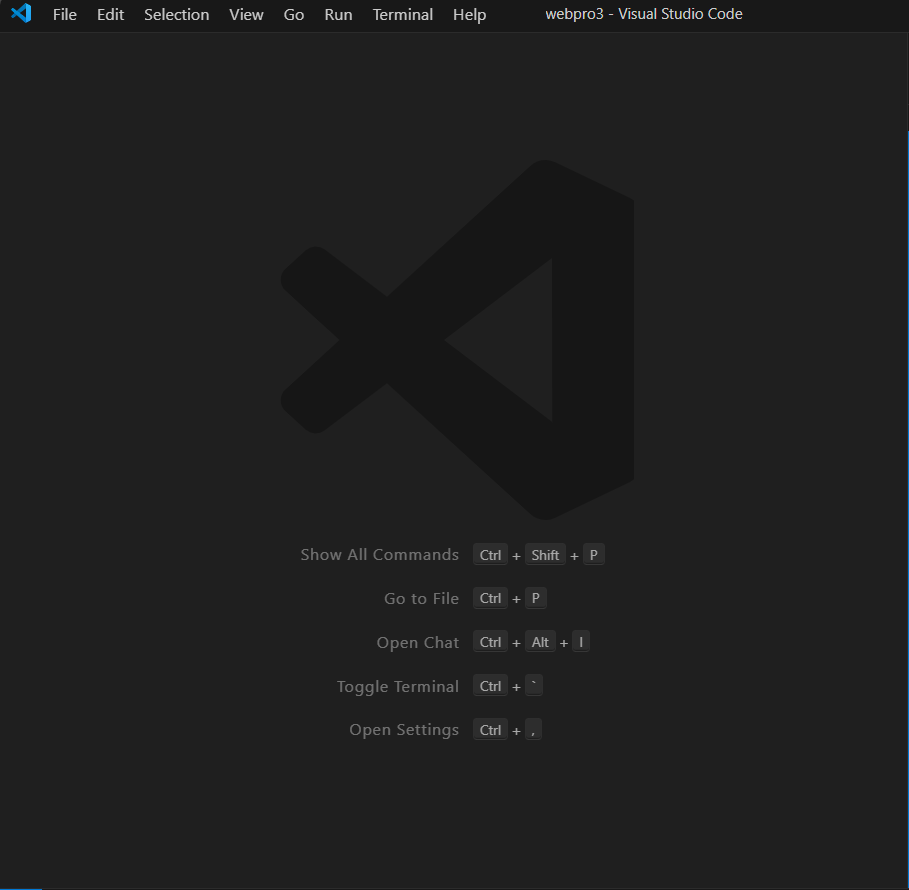 File Edit Selection View Go Run Terminal Help webpro3 - Visual Studio Code
Show All Commands Ctrl + Shift + P
Go to File Ctrl + P
Open Chat Ctrl + Alt + I
Toggle Terminal Ctrl + `
Open Settings Ctrl + ,